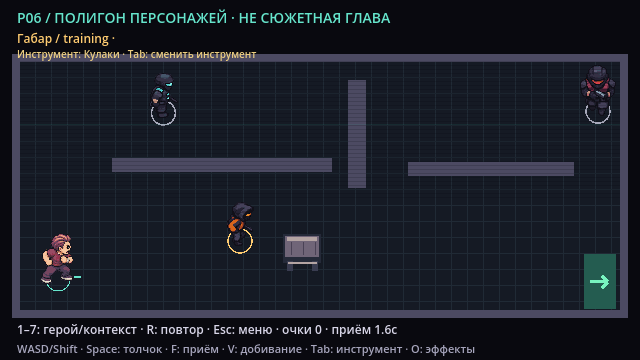 P06 / ПОЛИГОН ПЕРСОНАЖЕЙ · НЕ СЮЖЕТНАЯ ГЛАВА
Габар / training ·
Инструмент: Кулаки · Tab: сменить инструмент
1–7: герой/контекст · R: повтор · Esc: меню · очки 0 · приём 1.6с
WASD/Shift · Space: толчок · F: приём · V: добивание · Tab: инструмент · O: эффекты